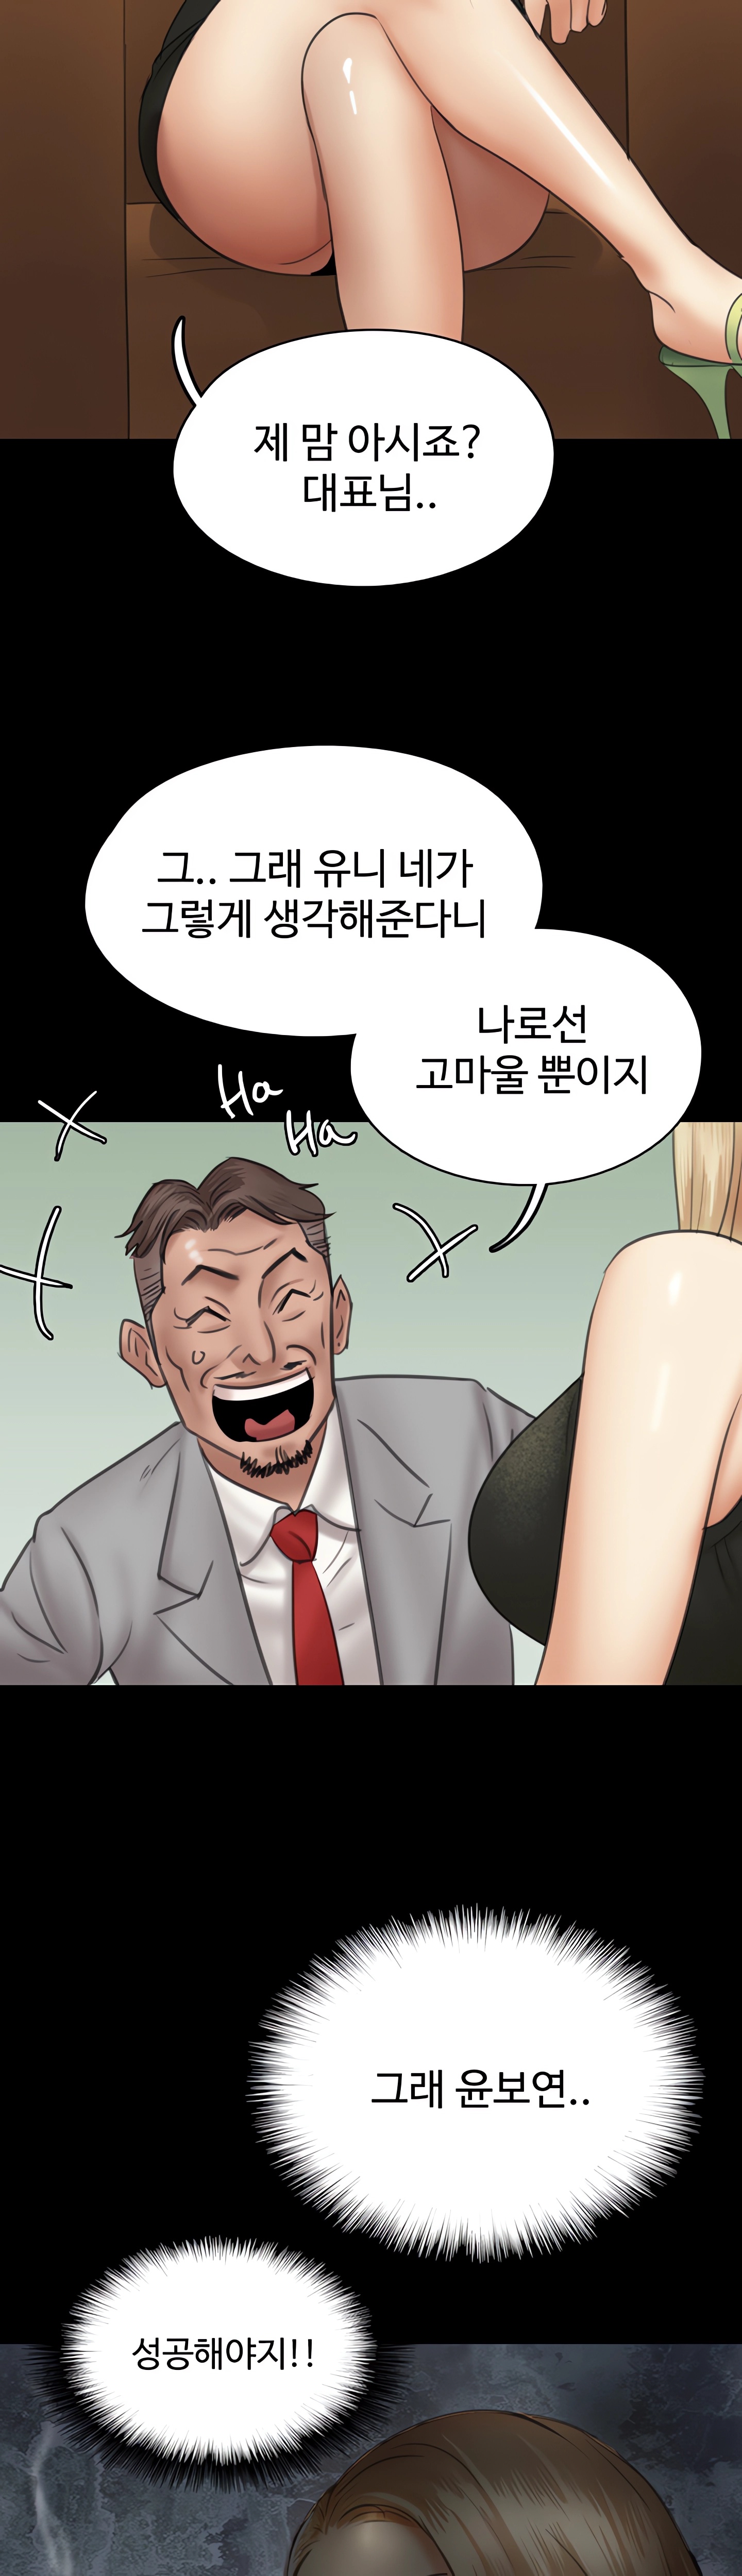 제 맘 아시죠?
대표님..
그.. 그래 유니 네가
그렇게 생각해준다니
나로선
고마울 뿐이지
Ha
Ha
그래 윤보연..
성공해야지!!